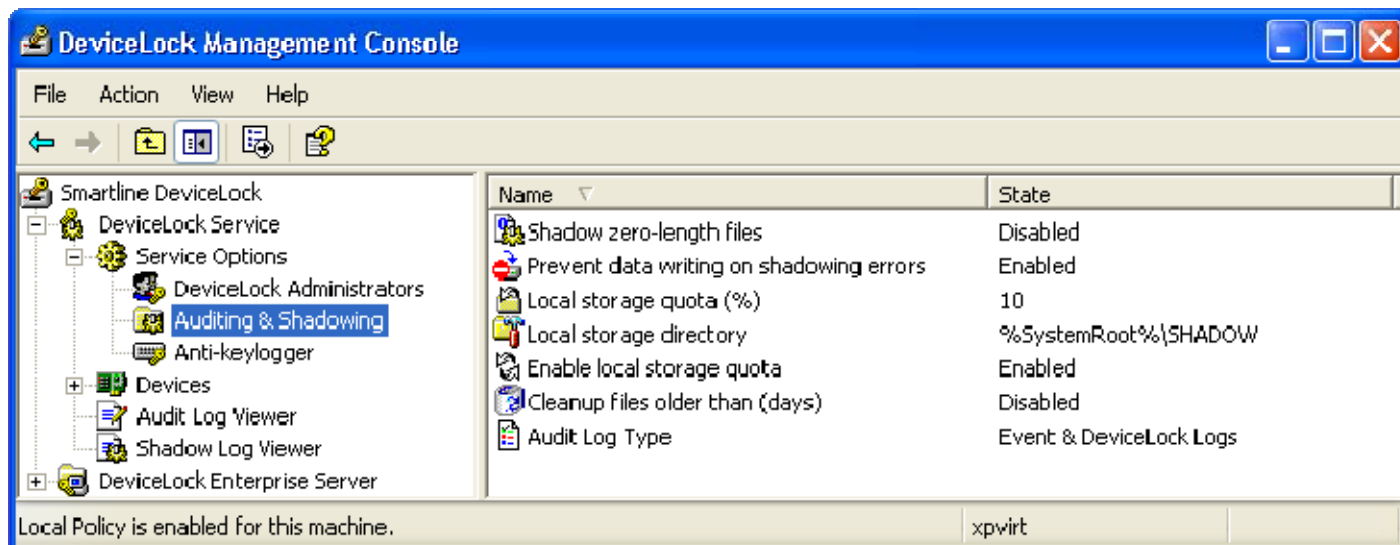 DeviceLock Management Console
File Action View Help
Smartline DeviceLock
DeviceLock Service
Service Options
DeviceLock Administrators
Auditing & Shadowing
Anti-keylogger
Devices
Audit Log Viewer
Shadow Log Viewer
DeviceLock Enterprise Server
Name State
Shadow zero-length files Disabled
Prevent data writing on shadowing errors Enabled
Local storage quota (%) 10
Local storage directory %SystemRoot%\SHADOW
Enable local storage quota Enabled
Cleanup files older than (days) Disabled
Audit Log Type Event & DeviceLock Logs
Local Policy is enabled for this machine. xpvirt